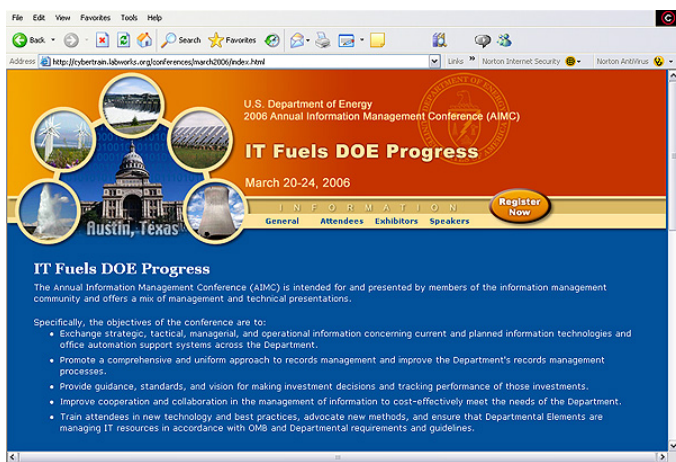 File Edit View Favorites Tools Help
Back Search Favorites
Address http://cybertrain.labworks.org/conferences/march2006/index.html Links » Norton Internet Security Norton AntiVirus
U.S. Department of Energy
2006 Annual Information Management Conference (AIMC)
IT Fuels DOE Progress
March 20-24, 2006
INFORMATION
Register
Now
General Attendees Exhibitors Speakers
Austin, Texas
IT Fuels DOE Progress
The Annual Information Management Conference (AIMC) is intended for and presented by members of the information management
community and offers a mix of management and technical presentations.
Specifically, the objectives of the conference are to:
• Exchange strategic, tactical, managerial, and operational information concerning current and planned information technologies and
office automation support systems across the Department.
• Promote a comprehensive and uniform approach to records management and improve the Department's records management
processes.
• Provide guidance, standards, and vision for making investment decisions and tracking performance of those investments.
• Improve cooperation and collaboration in the management of information to cost-effectively meet the needs of the Department.
• Train attendees in new technology and best practices, advocate new methods, and ensure that Departmental Elements are
managing IT resources in accordance with OMB and Departmental requirements and guidelines.